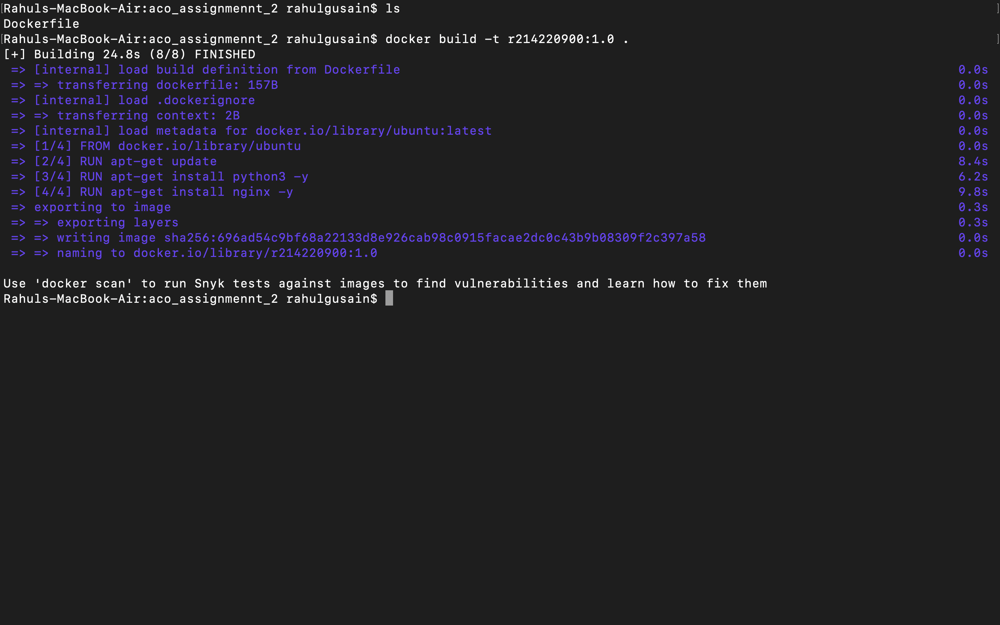 [Rahuls-MacBook-Air:aco_assignmennt_2 rahulgusain$ ls ]
Dockerfile
[Rahuls-MacBook-Air:aco_assignmennt_2 rahulgusain$ docker build -t r214220900:1.0 . ]
[+] Building 24.8s (8/8) FINISHED
=> [internal] load build definition from Dockerfile 0.0s
=> => transferring dockerfile: 157B 0.0s
=> [internal] load .dockerignore 0.0s
=> => transferring context: 2B 0.0s
=> [internal] load metadata for docker.io/library/ubuntu:latest 0.0s
=> [1/4] FROM docker.io/library/ubuntu 0.0s
=> [2/4] RUN apt-get update 8.4s
=> [3/4] RUN apt-get install python3 -y 6.2s
=> [4/4] RUN apt-get install nginx -y 9.8s
=> exporting to image 0.3s
=> => exporting layers 0.3s
=> => writing image sha256:696ad54c9bf68a22133d8e926cab98c0915facae2dc0c43b9b08309f2c397a58 0.0s
=> => naming to docker.io/library/r214220900:1.0 0.0s
Use 'docker scan' to run Snyk tests against images to find vulnerabilities and learn how to fix them
Rahuls-MacBook-Air:aco_assignmennt_2 rahulgusain$